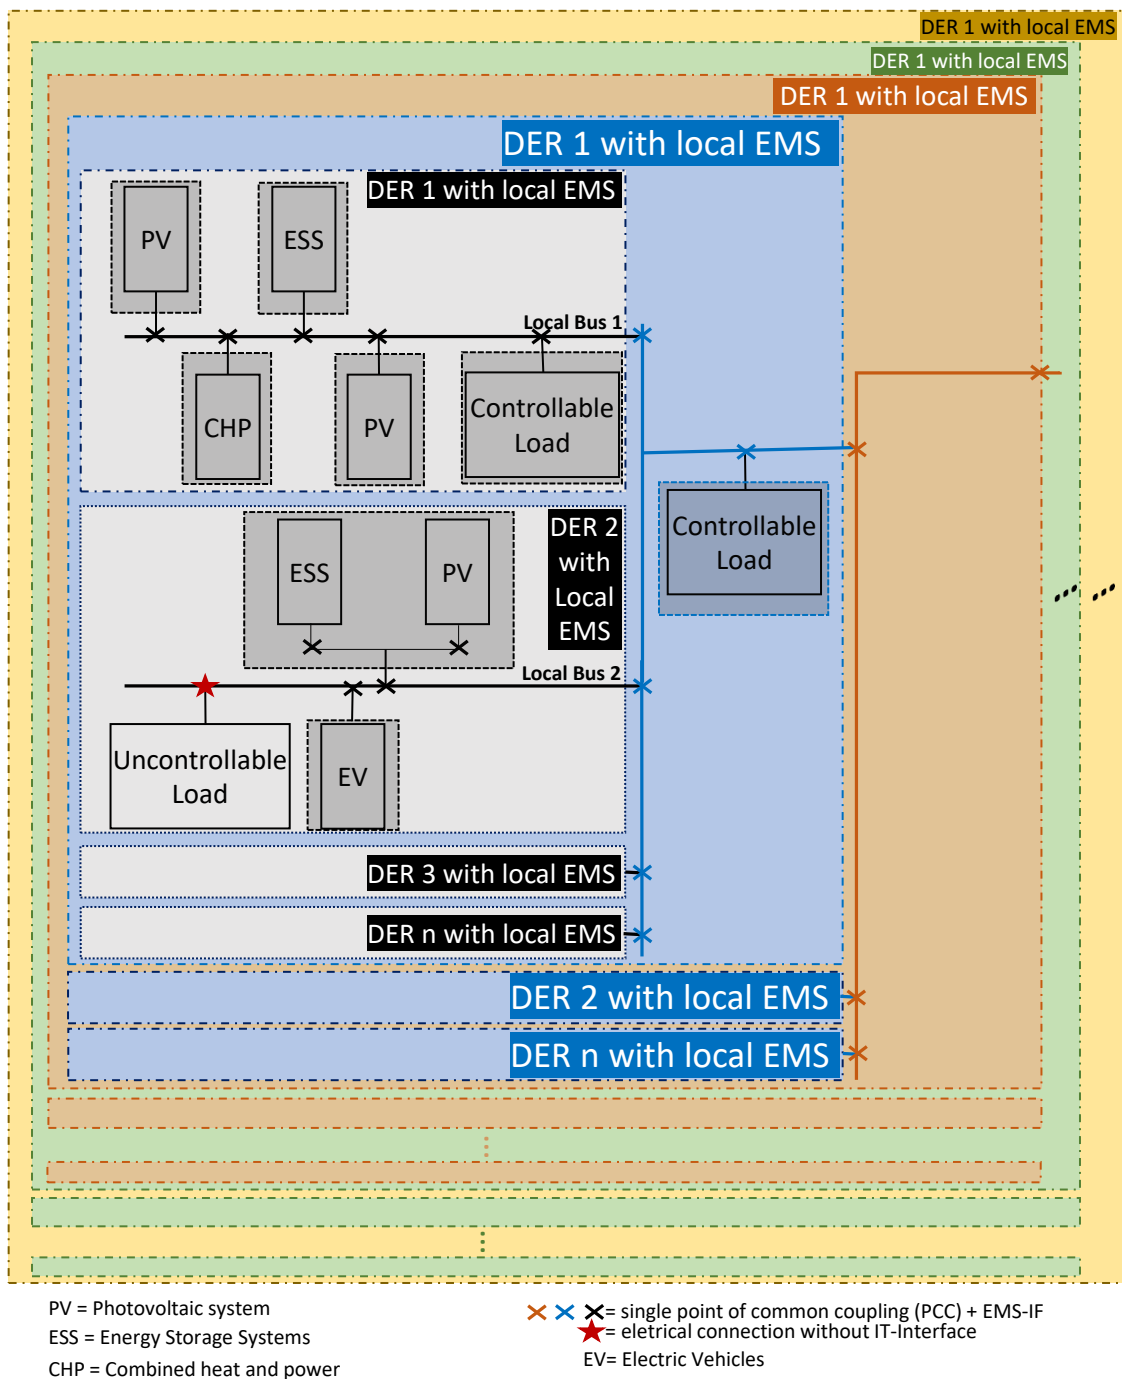 DER 1 with local EMS
DER 1 with local EMS
DER 1 with local EMS
DER 1 with local EMS
DER 1 with local EMS
PV
ESS
Local Bus 1
CHP
PV
Controllable
Load
DER 2
with
Local
EMS
ESS
PV
Controllable
Load
Local Bus 2
Uncontrollable
Load
EV
DER 3 with local EMS
DER n with local EMS
DER 2 with local EMS
DER n with local EMS
PV = Photovoltaic system
ESS = Energy Storage Systems
CHP = Combined heat and power
= single point of common coupling (PCC) + EMS-IF
= eletrical connection without IT-Interface
EV= Electric Vehicles